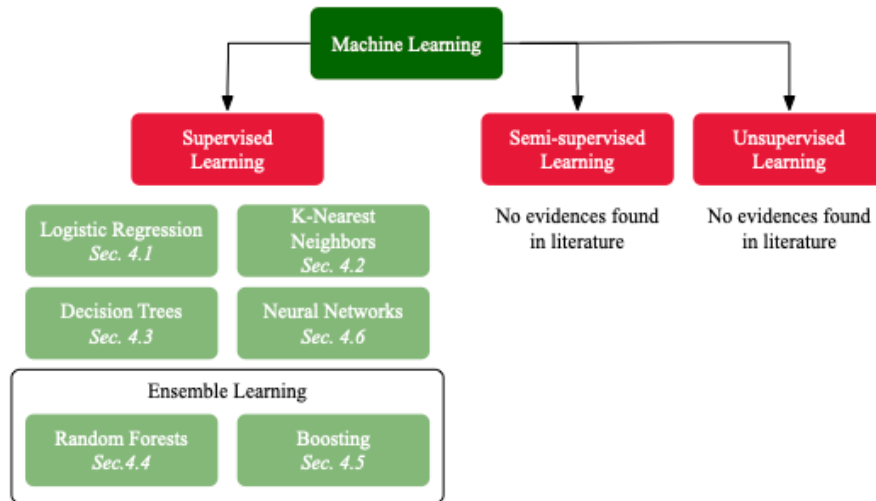 Machine Learning
Supervised
Learning
Semi-supervised
Learning
Unsupervised
Learning
No evidences found
in literature
No evidences found
in literature
Logistic Regression
Sec. 4.1
K-Nearest
Neighbors
Sec. 4.2
Decision Trees
Sec. 4.3
Neural Networks
Sec. 4.6
Ensemble Learning
Random Forests
Sec.4.4
Boosting
Sec. 4.5